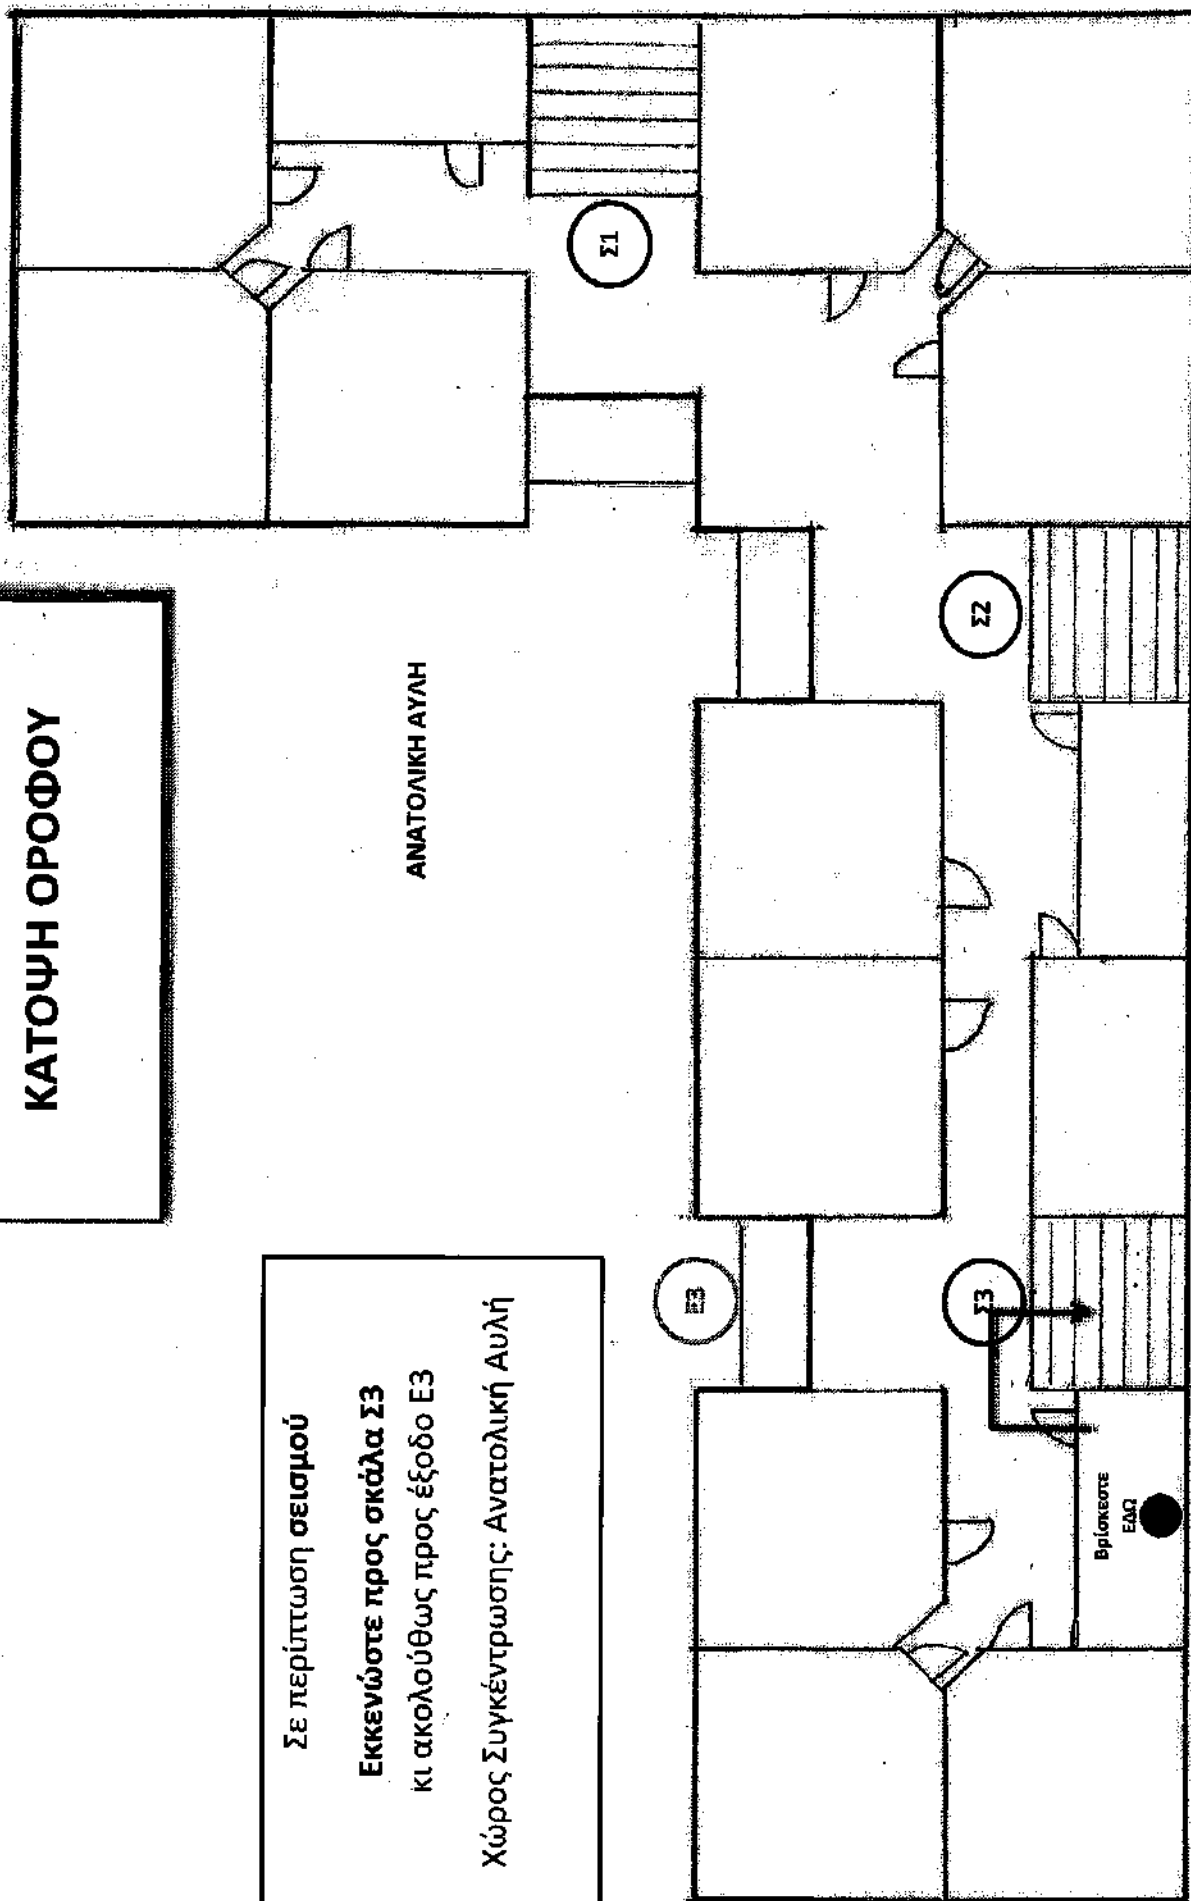 ΚΑΤΟΨΗ ΟΡΟΦΟΥ
ΑΝΑΤΟΛΙΚΗ ΑΥΛΗ
Σε περίπτωση σεισμού
Εκκενώστε προς σκάλα Σ3
κι ακολούθως προς έξοδο Ε3
Χώρος Συγκέντρωσης: Ανατολική Αυλή
Σ1
Σ2
Ε3
Σ3
Βρίσκεστε
ΕΔΩ